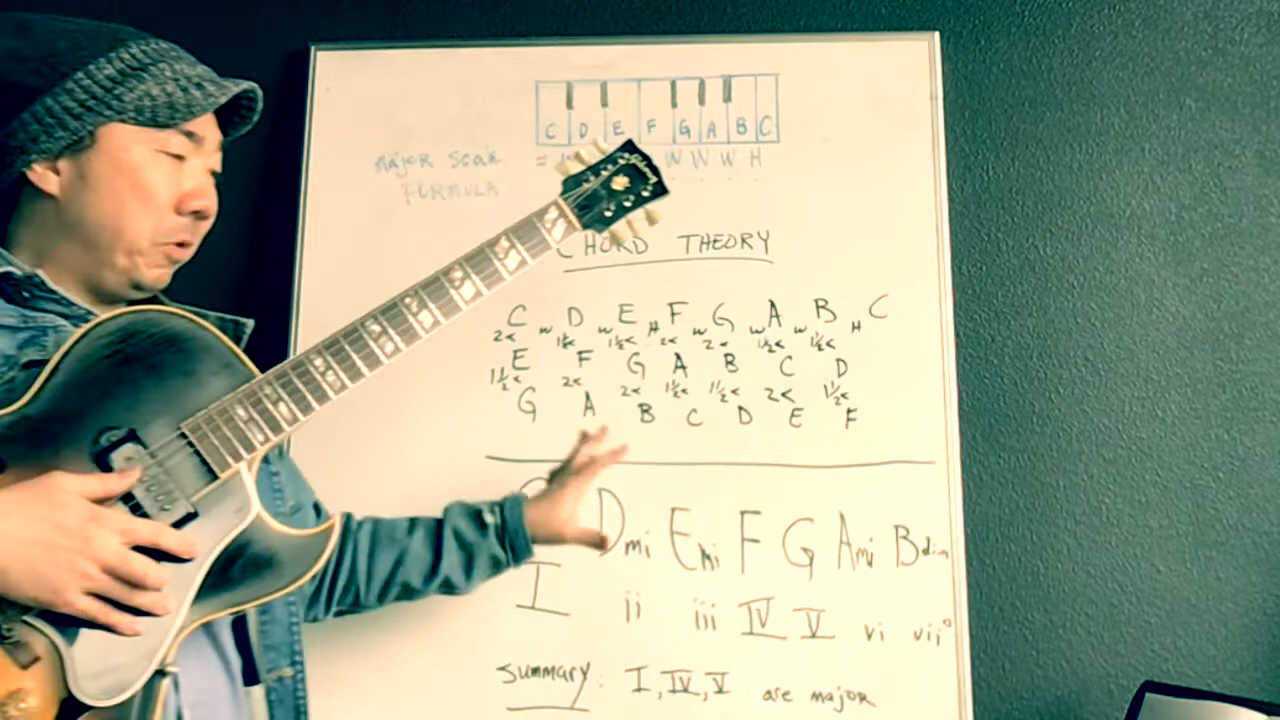 C D E F G A B C
major scale = W W W H
FORMULA
CHORD THEORY
C W D W E H F W G W A W B H C
2< 1½< 1½< 2< 2< 1½< 1½<
E F G A B C D
1½< 2< 2< 1½< 1½< 2< 1½<
G A B C D E F
Dmi Emi F G Ami Bdim
I ii iii IV V vi vii°
Summary: I, IV, V are major